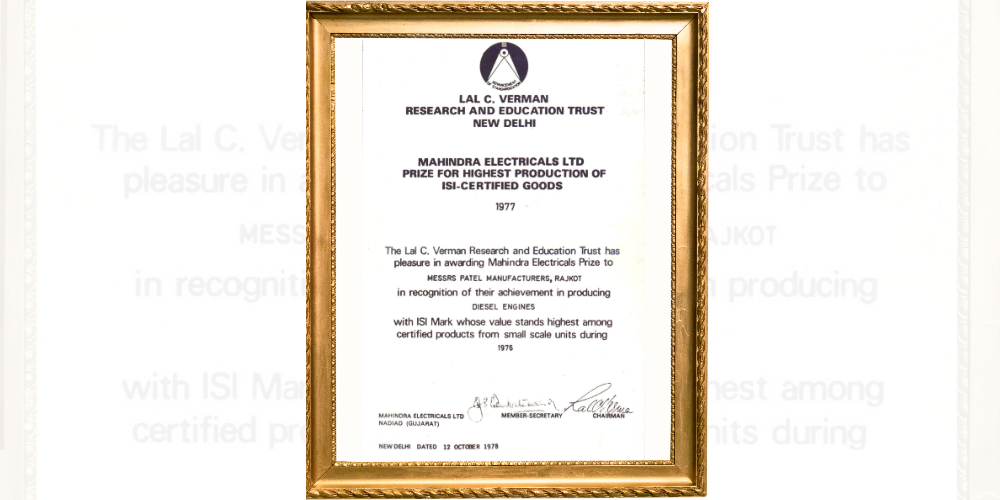 ADVANCEMENT
OF STANDARDIZATION
LAL C. VERMAN
RESEARCH AND EDUCATION TRUST
NEW DELHI
MAHINDRA ELECTRICALS LTD
PRIZE FOR HIGHEST PRODUCTION OF
ISI-CERTIFIED GOODS
1977
The Lal C. Verman Research and Education Trust has
pleasure in awarding Mahindra Electricals Prize to
MESSRS PATEL MANUFACTURERS, RAJKOT
in recognition of their achievement in producing
DIESEL ENGINES
with ISI Mark whose value stands highest among
certified products from small scale units during
1976
MAHINDRA ELECTRICALS LTD
NADIAD (GUJARAT)
MEMBER-SECRETARY
CHAIRMAN
NEW DELHI DATED 12 OCTOBER 1978